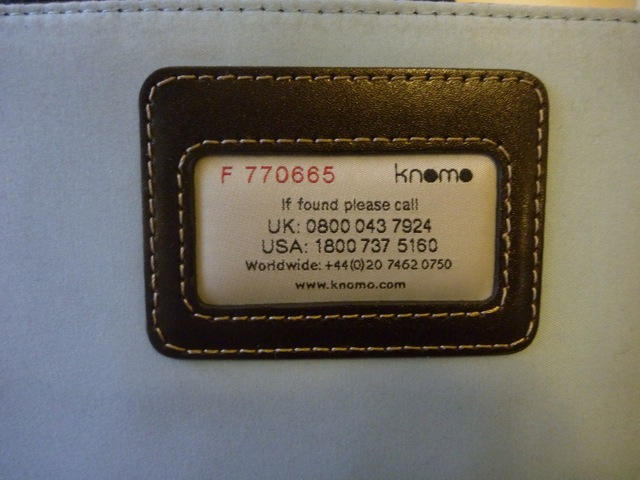 F 770665 knomo
If found please call
UK: 0800 043 7924
USA: 1800 737 5160
Worldwide: +44(0)20 7462 0750
www.knomo.com